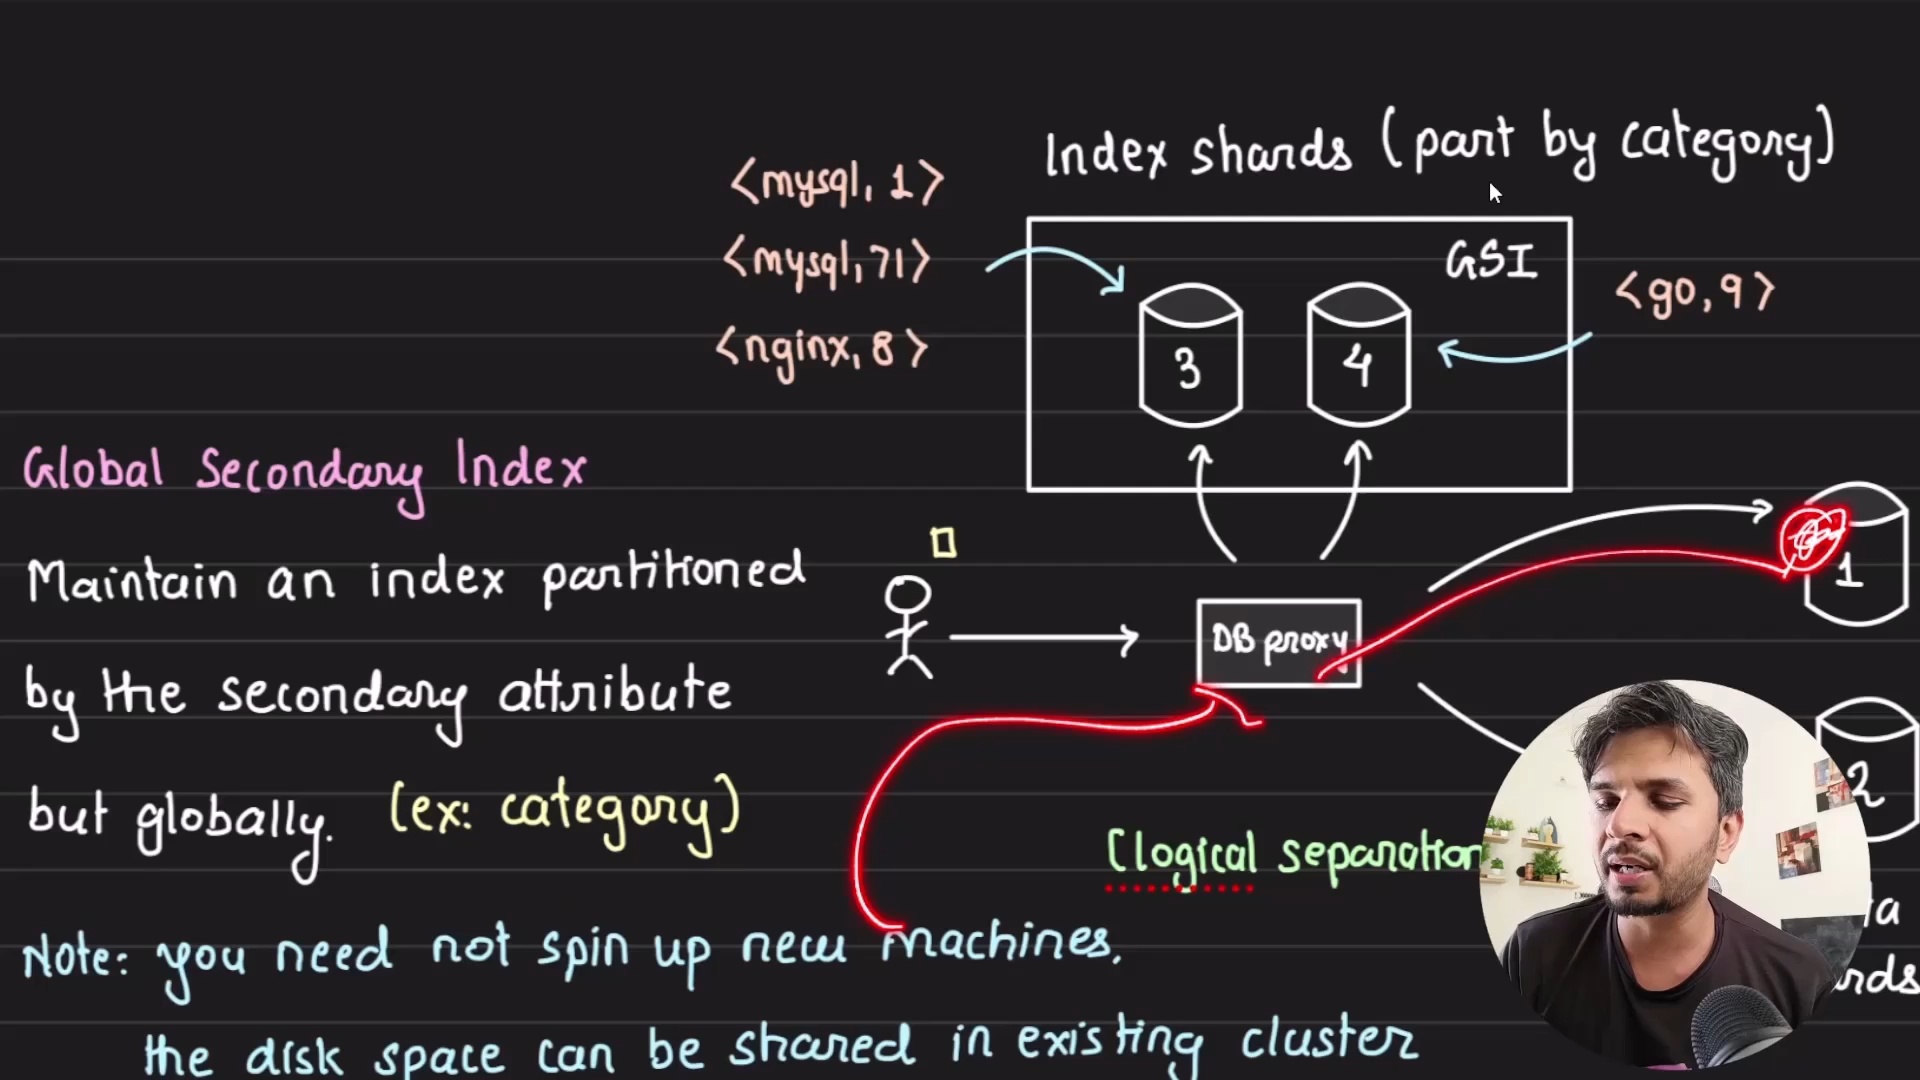 Index shards (part by category)
<mysql, 1>
<mysql, 71>
<nginx, 8>
GSI
<go, 9>
3
4
Global Secondary Index
Maintain an index partitioned
by the secondary attribute
but globally. (ex: category)
DB proxy
1
2
[logical separation
Note: you need not spin up new machines.
the disk space can be shared in existing cluster